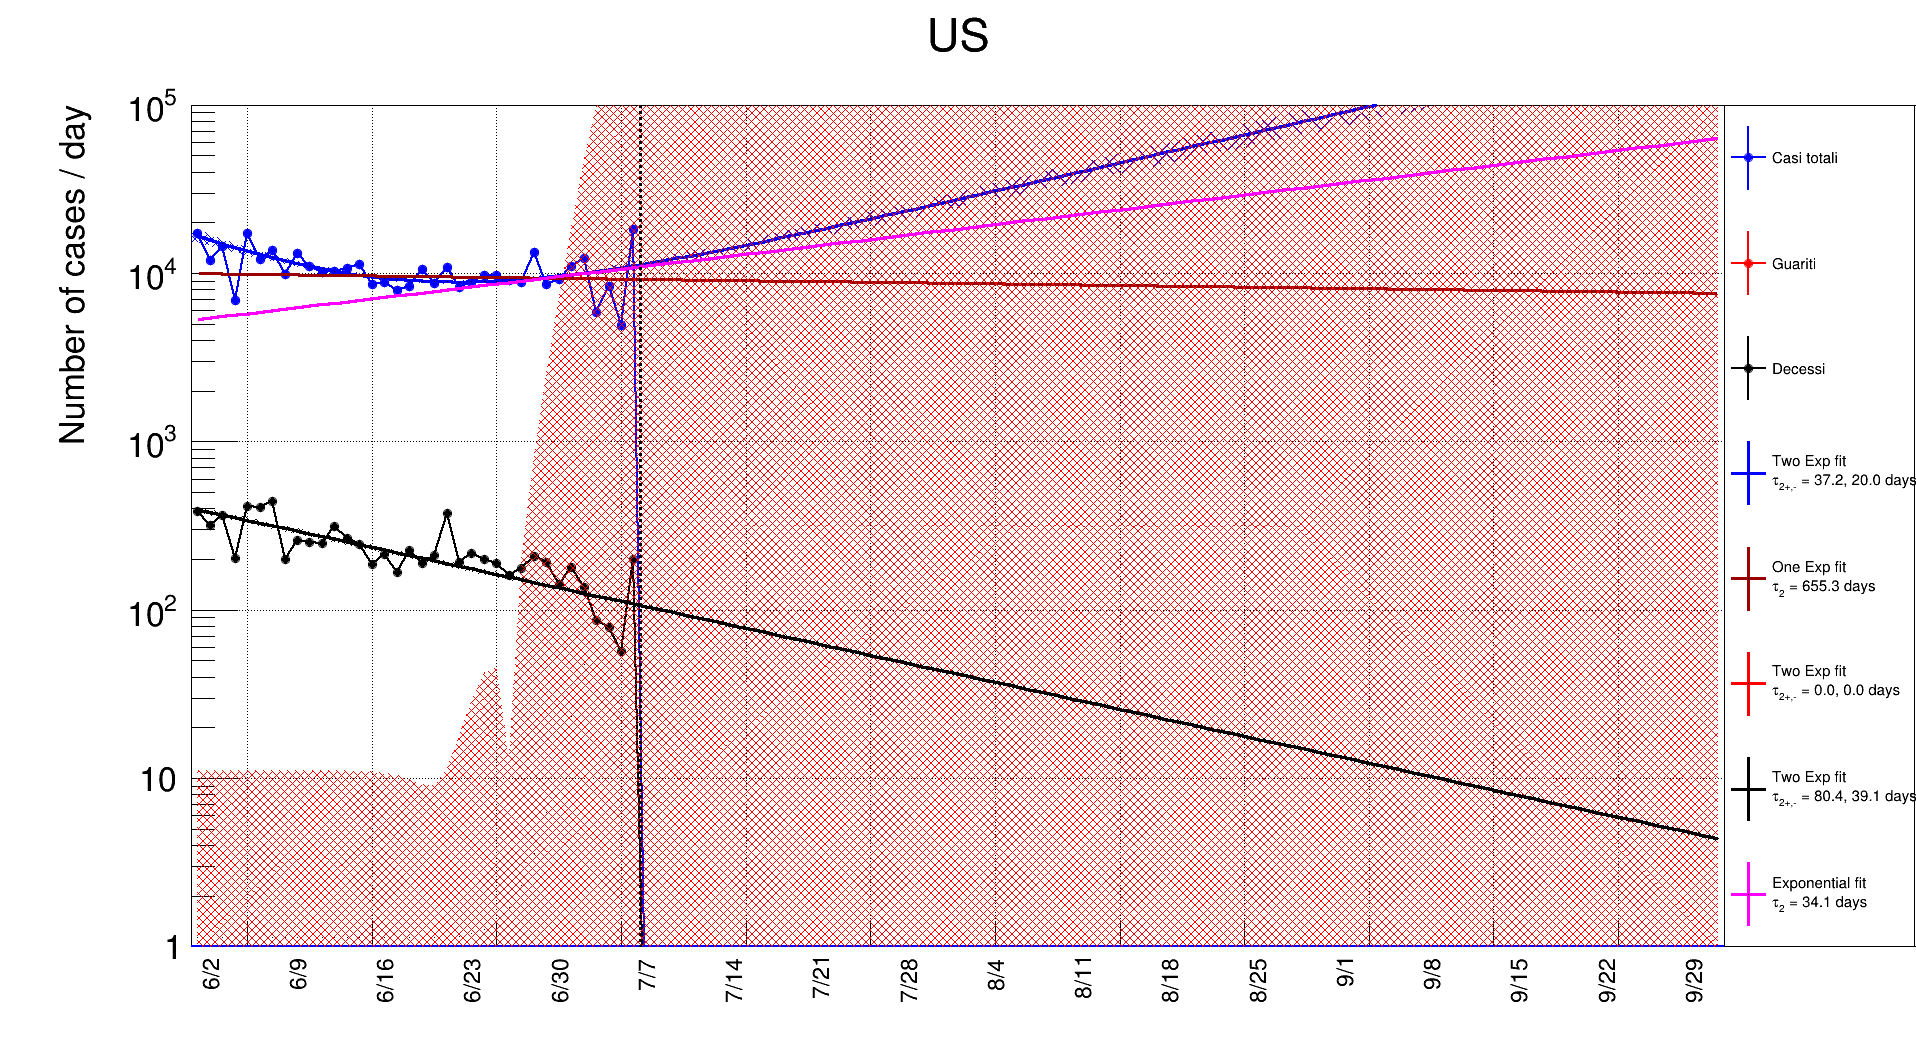 US
Number of cases / day
10^5
10^4
10^3
10^2
10
1
6/2
6/9
6/16
6/23
6/30
7/7
7/14
7/21
7/28
8/4
8/11
8/18
8/25
9/1
9/8
9/15
9/22
9/29
Casi totali
Guariti
Decessi
Two Exp fit
τ2+,- = 37.2, 20.0 days
One Exp fit
τ2 = 655.3 days
Two Exp fit
τ2+,- = 0.0, 0.0 days
Two Exp fit
τ2+,- = 80.4, 39.1 days
Exponential fit
τ2 = 34.1 days